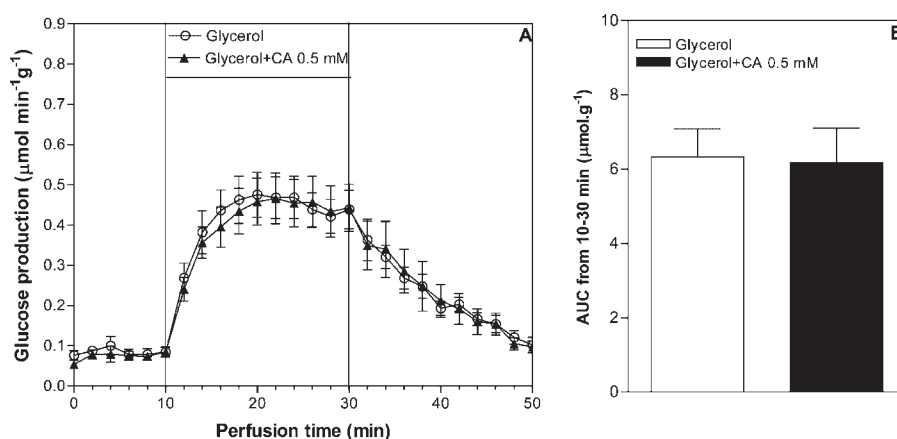 A
Glycerol
Glycerol+CA 0.5 mM
Glucose production (μmol min⁻¹g⁻¹)
0.9
0.8
0.7
0.6
0.5
0.4
0.3
0.2
0.1
0.0
0 10 20 30 40 50
Perfusion time (min)
Glycerol
Glycerol+CA 0.5 mM
AUC from 10-30 min (μmol.g⁻¹)
10
8
6
4
2
0